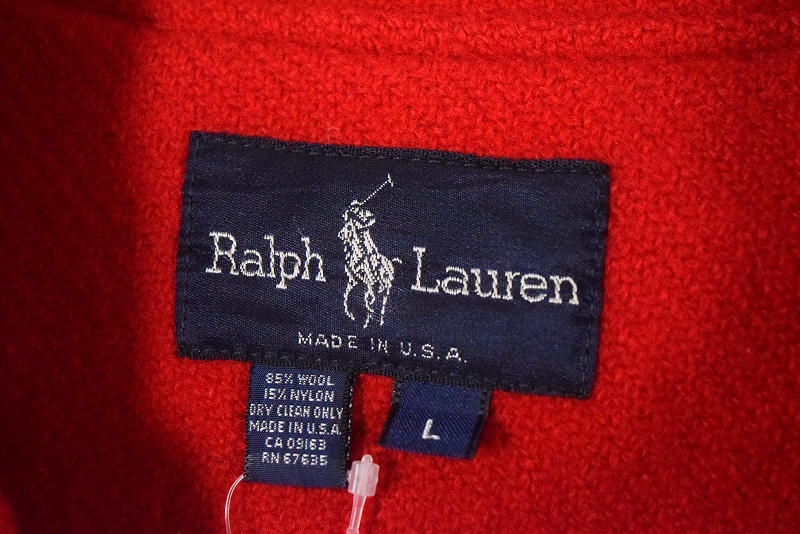 Ralph Lauren
MADE IN U.S.A.
85% WOOL
15% NYLON
DRY CLEAN ONLY
MADE IN U.S.A.
CA 09163
RN 67635
L